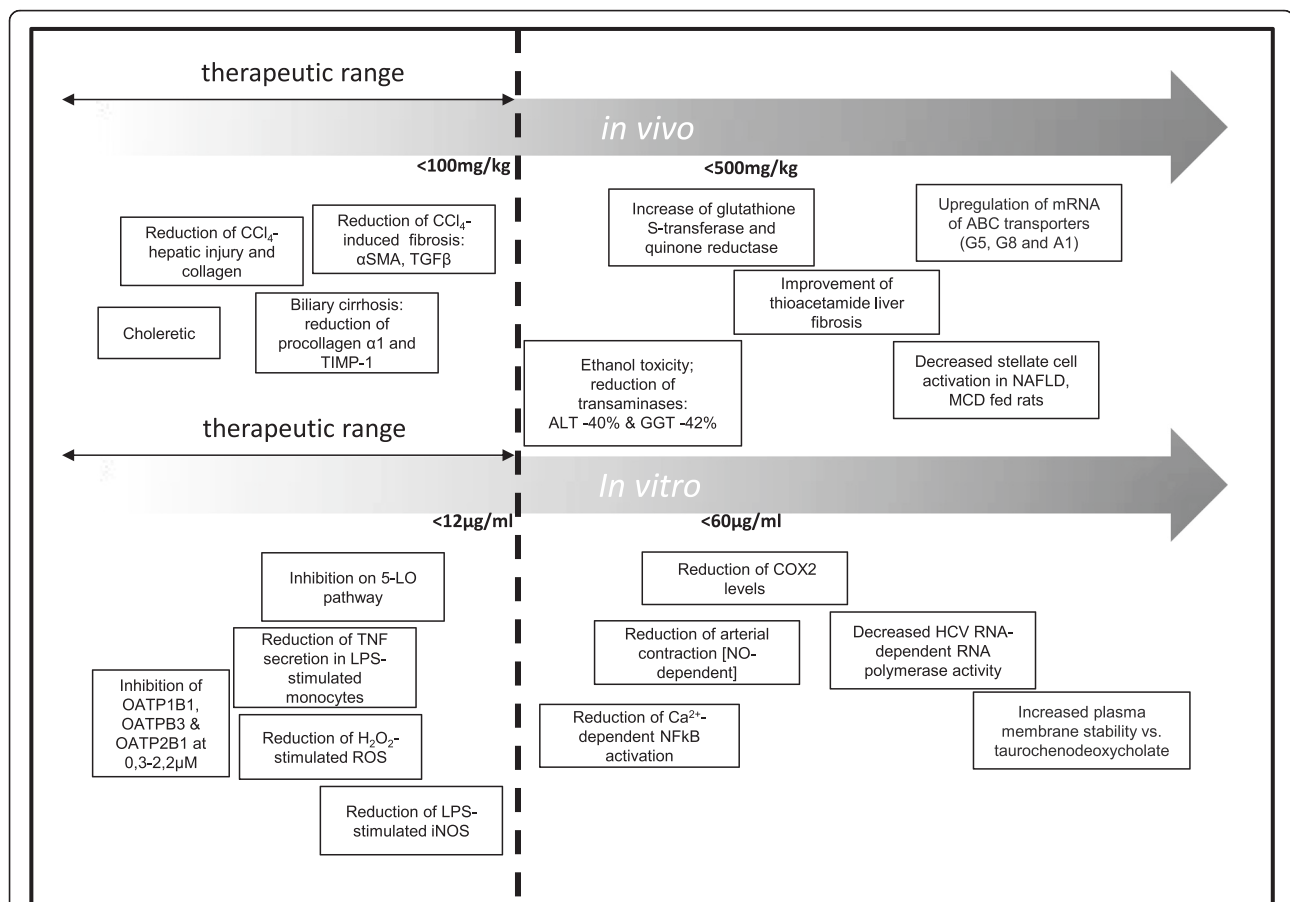 therapeutic range
in vivo
<100mg/kg
<500mg/kg
Reduction of CCl₄-
hepatic injury and
collagen
Reduction of CCl₄-
induced fibrosis:
αSMA, TGFβ
Choleretic
Biliary cirrhosis:
reduction of
procollagen α1 and
TIMP-1
Increase of glutathione
S-transferase and
quinone reductase
Upregulation of mRNA
of ABC transporters
(G5, G8 and A1)
Improvement of
thioacetamide liver
fibrosis
Ethanol toxicity;
reduction of
transaminases:
ALT -40% & GGT -42%
Decreased stellate cell
activation in NAFLD,
MCD fed rats
therapeutic range
In vitro
<12µg/ml
<60µg/ml
Inhibition on 5-LO
pathway
Reduction of TNF
secretion in LPS-
stimulated
monocytes
Inhibition of
OATP1B1,
OATPB3 &
OATP2B1 at
0,3-2,2µM
Reduction of H₂O₂-
stimulated ROS
Reduction of LPS-
stimulated iNOS
Reduction of COX2
levels
Reduction of arterial
contraction [NO-
dependent]
Decreased HCV RNA-
dependent RNA
polymerase activity
Reduction of Ca²⁺-
dependent NFkB
activation
Increased plasma
membrane stability vs.
taurochenodeoxycholate